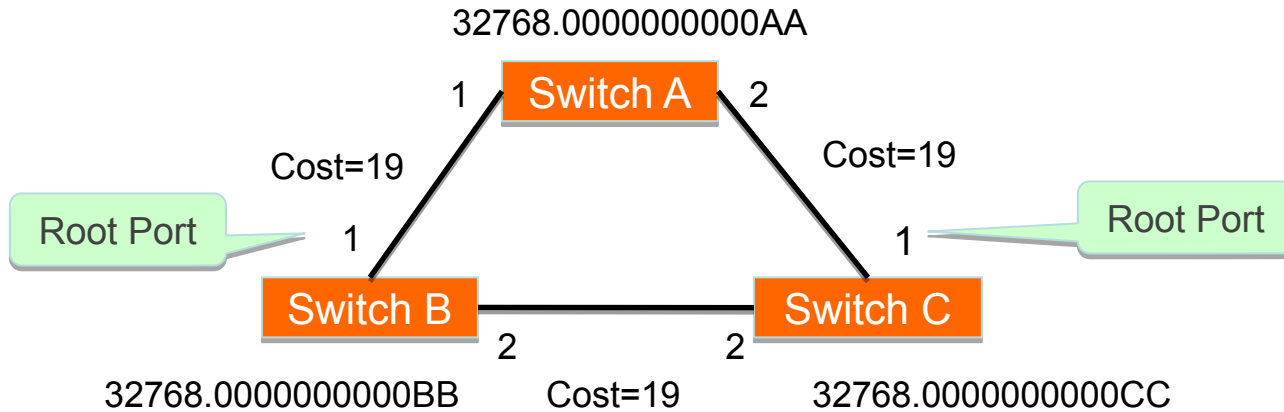 32768.0000000000AA
1
Switch A
2
Cost=19
Cost=19
Root Port
1
1
Root Port
Switch B
Switch C
2
2
32768.0000000000BB
Cost=19
32768.0000000000CC